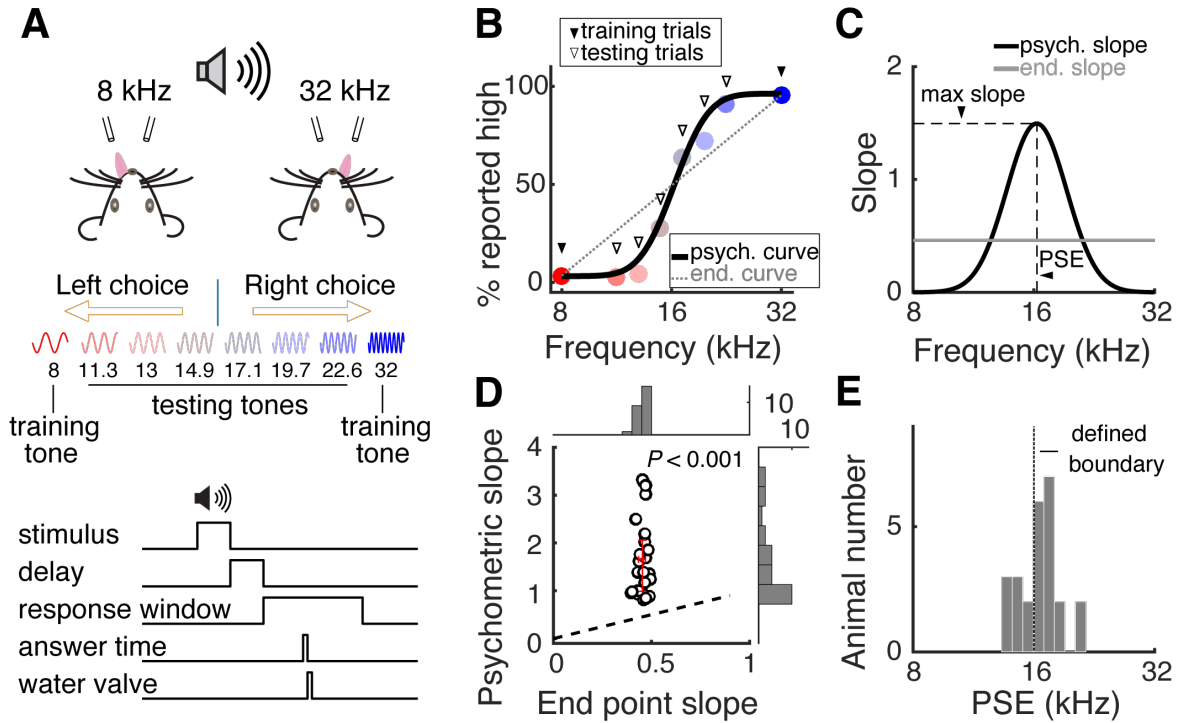 A
8 kHz
32 kHz
Left choice
Right choice
8
11.3
13
14.9
17.1
19.7
22.6
32
testing tones
training
tone
training
tone
stimulus
delay
response window
answer time
water valve
B
training trials
testing trials
100
50
0
% reported high
psych. curve
end. curve
8
16
32
Frequency (kHz)
C
psych. slope
end. slope
2
1
0
Slope
max slope
PSE
8
16
32
Frequency (kHz)
D
10
10
P < 0.001
4
3
2
1
0
Psychometric slope
0
0.5
1
End point slope
E
defined
boundary
5
0
Animal number
8
16
32
PSE (kHz)